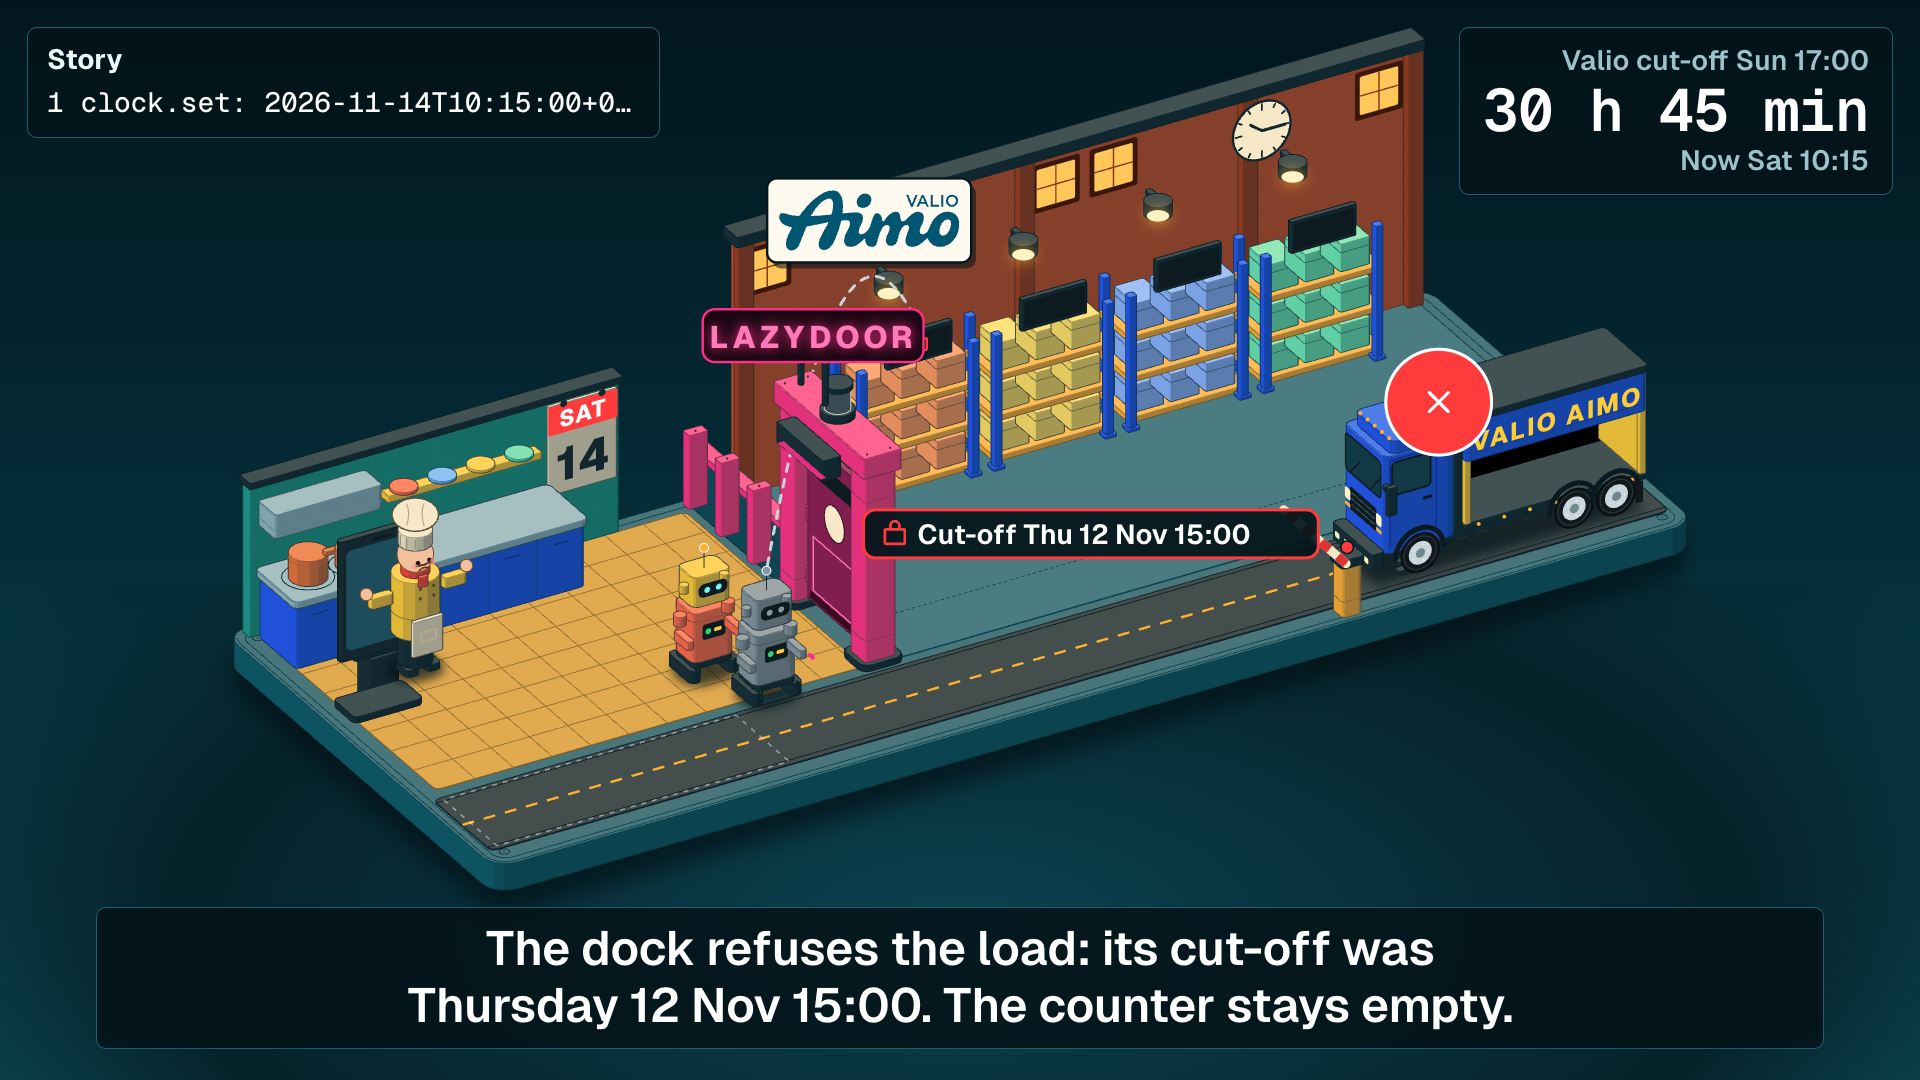 Story
1 clock.set: 2026-11-14T10:15:00+0…
Valio cut-off Sun 17:00
30 h 45 min
Now Sat 10:15
VALIO
Aimo
LAZYDOOR
SAT
14
VALIO AIMO
Cut-off Thu 12 Nov 15:00
The dock refuses the load: its cut-off was
Thursday 12 Nov 15:00. The counter stays empty.